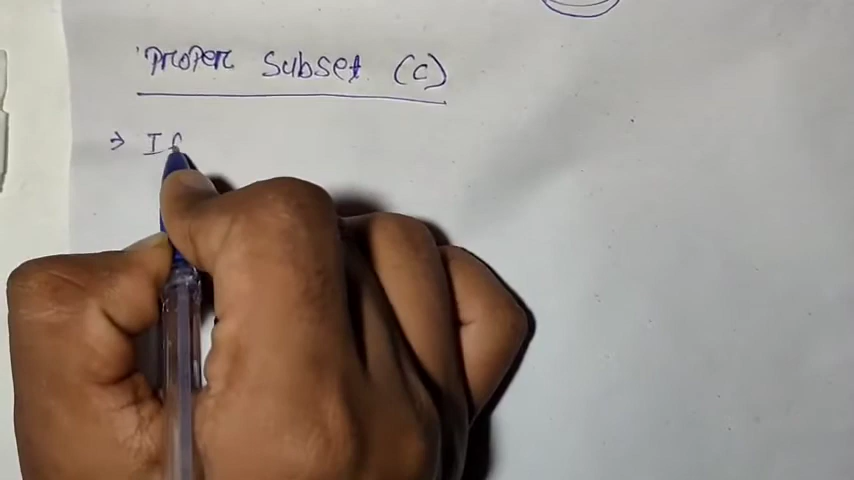 Proper Subset (⊂)
→ If